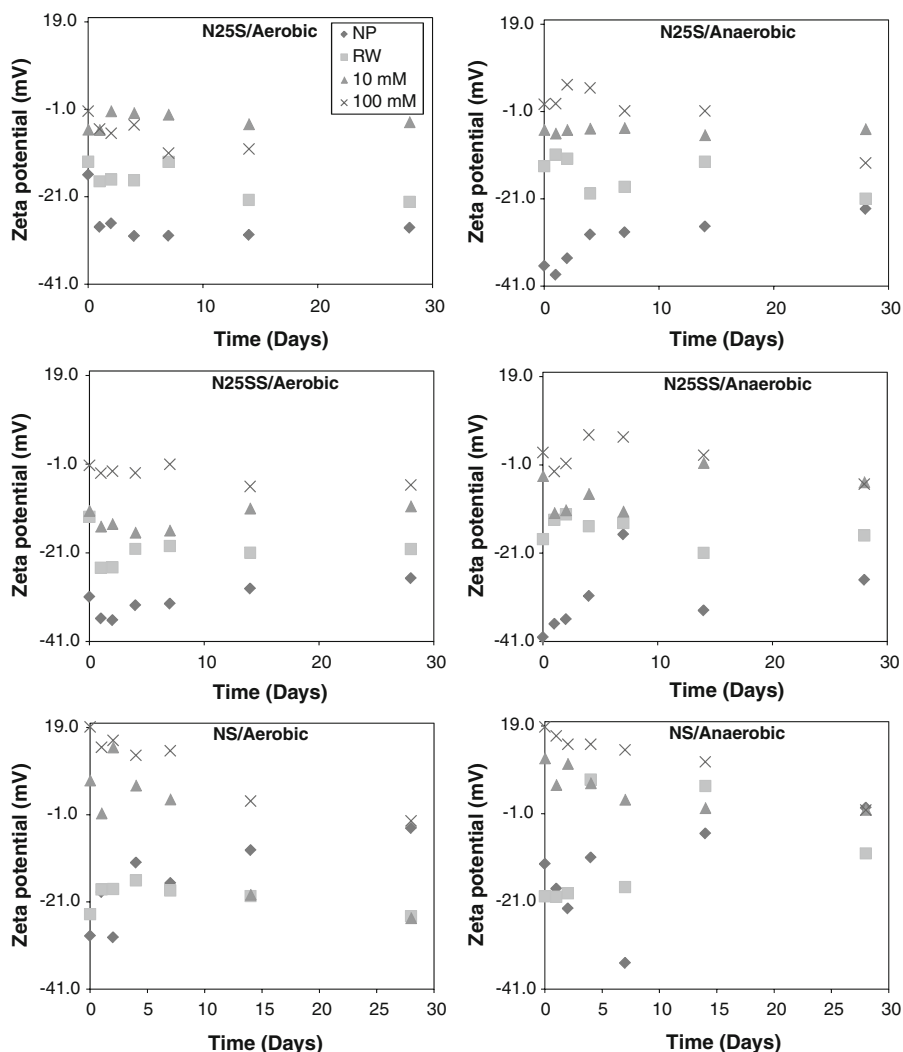 N25S/Aerobic
NP
RW
10 mM
100 mM
Zeta potential (mV)
19.0
-1.0
-21.0
-41.0
0 10 20 30
Time (Days)
N25S/Anaerobic
Zeta potential (mV)
19.0
-1.0
-21.0
-41.0
0 5 10 15 20 25 30
Time (Days)
N25SS/Aerobic
Zeta potential (mV)
19.0
-1.0
-21.0
-41.0
0 10 20 30
Time (Days)
N25SS/Anaerobic
Zeta potential (mV)
19.0
-1.0
-21.0
-41.0
0 5 10 15 20 25 30
Time (Days)
NS/Aerobic
Zeta potential (mV)
19.0
-1.0
-21.0
-41.0
0 5 10 15 20 25 30
Time (Days)
NS/Anaerobic
Zeta potential (mV)
19.0
-1.0
-21.0
-41.0
0 5 10 15 20 25 30
Time (Days)